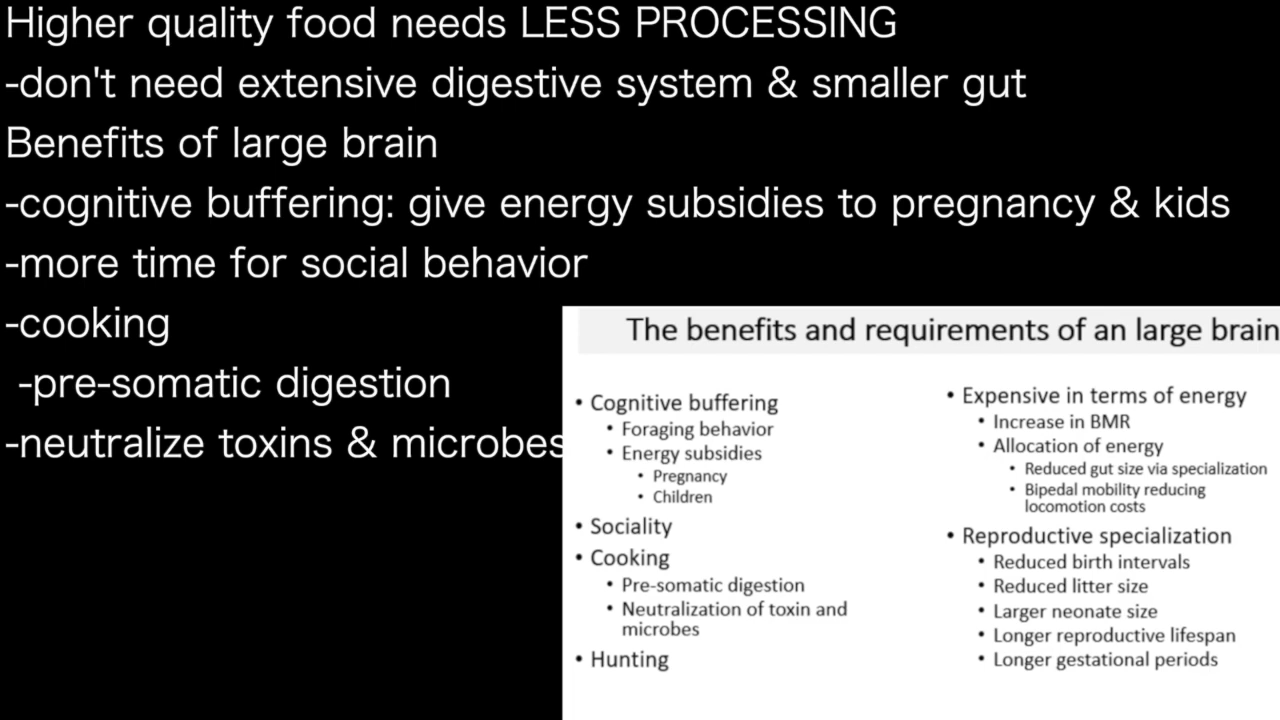 Higher quality food needs LESS PROCESSING
-don't need extensive digestive system & smaller gut
Benefits of large brain
-cognitive buffering: give energy subsidies to pregnancy & kids
-more time for social behavior
-cooking
-pre-somatic digestion
-neutralize toxins & microbes
The benefits and requirements of an large brain
• Cognitive buffering
• Foraging behavior
• Energy subsidies
• Pregnancy
• Children
• Sociality
• Cooking
• Pre-somatic digestion
• Neutralization of toxin and
microbes
• Hunting
• Expensive in terms of energy
• Increase in BMR
• Allocation of energy
• Reduced gut size via specialization
• Bipedal mobility reducing
locomotion costs
• Reproductive specialization
• Reduced birth intervals
• Reduced litter size
• Larger neonate size
• Longer reproductive lifespan
• Longer gestational periods